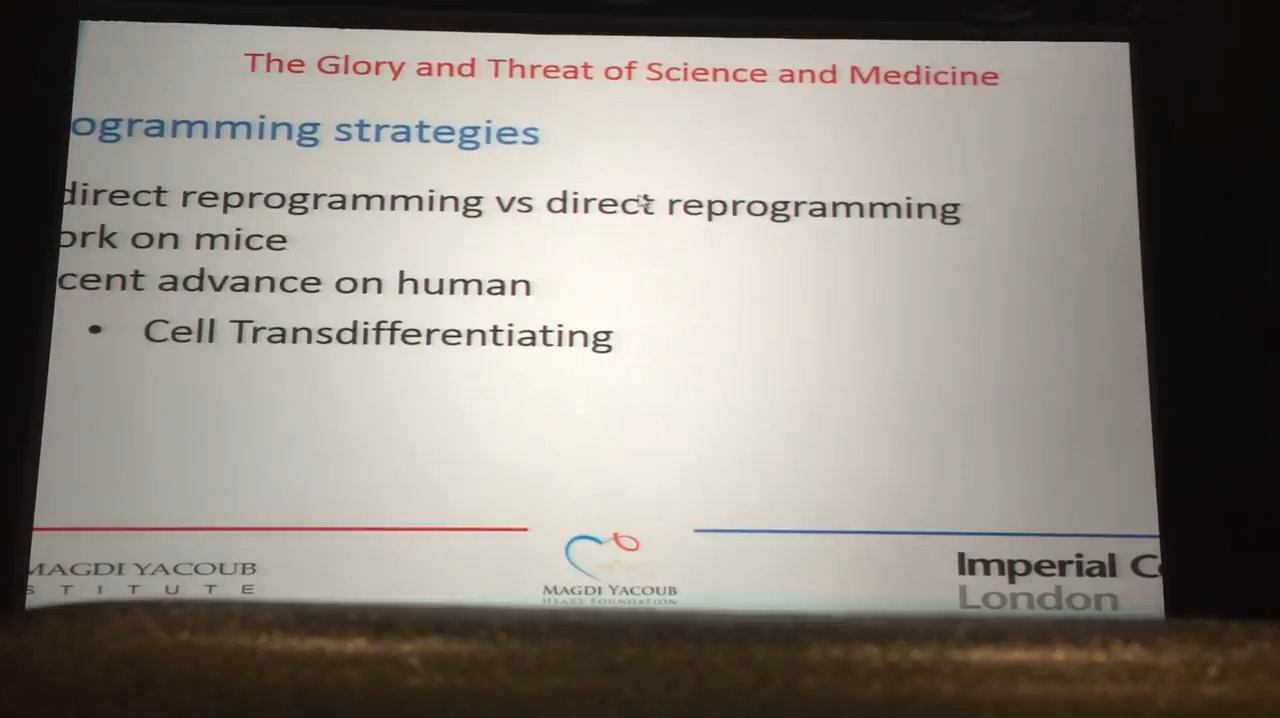 The Glory and Threat of Science and Medicine
ogramming strategies
direct reprogramming vs direct reprogramming
ork on mice
cent advance on human
• Cell Transdifferentiating
MAGDI YACOUB
S T I T U T E
MAGDI YACOUB
HEART FOUNDATION
Imperial C
London